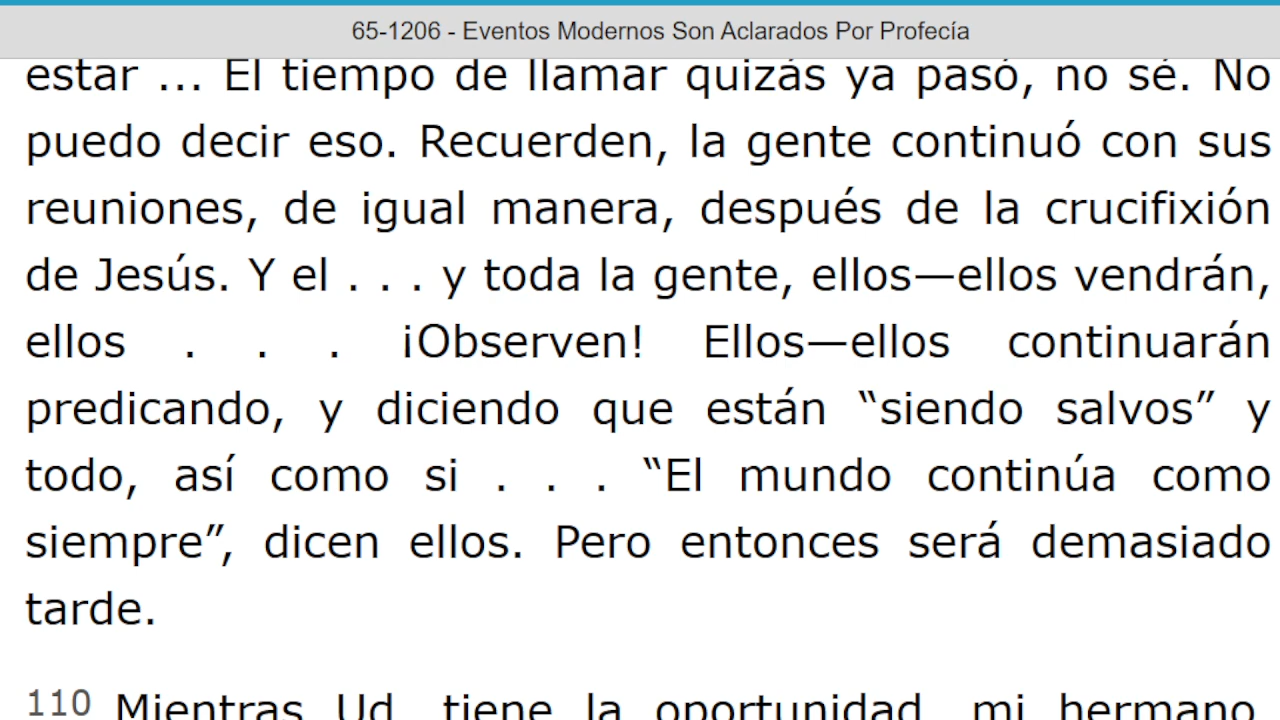 65-1206 - Eventos Modernos Son Aclarados Por Profecía
estar ... El tiempo de llamar quizás ya pasó, no sé. No
puedo decir eso. Recuerden, la gente continuó con sus
reuniones, de igual manera, después de la crucifixión
de Jesús. Y el . . . y toda la gente, ellos—ellos vendrán,
ellos . . . ¡Observen! Ellos—ellos continuarán
predicando, y diciendo que están “siendo salvos” y
todo, así como si . . . “El mundo continúa como
siempre”, dicen ellos. Pero entonces será demasiado
tarde.
110 Mientras Ud. tiene la oportunidad, mi hermano,